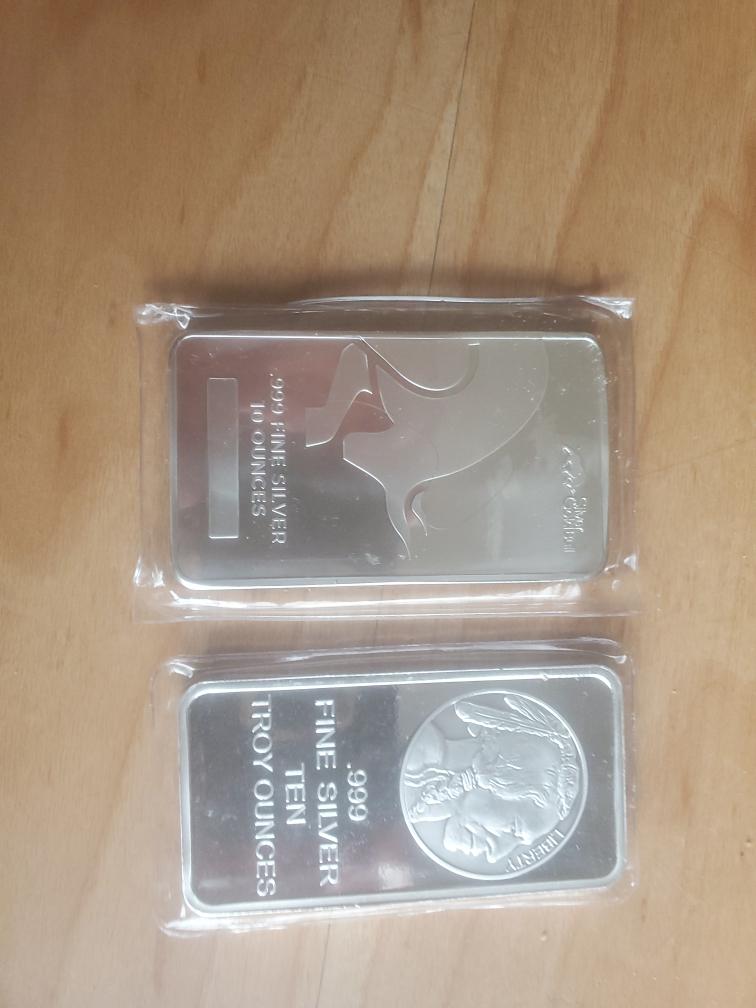 .999 FINE SILVER
10 OUNCES
LIBERTY
.999
FINE SILVER
TEN
TROY OUNCES